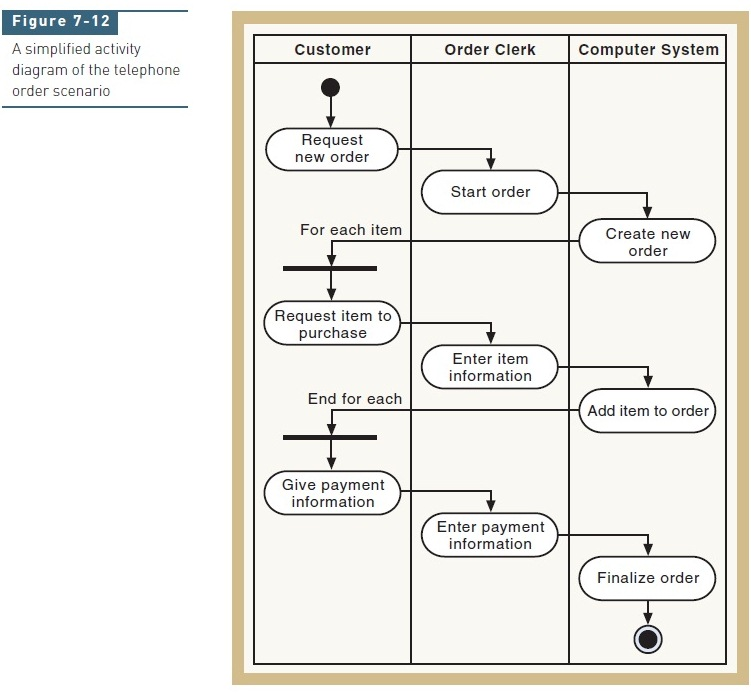 Figure 7-12
A simplified activity
diagram of the telephone
order scenario
Customer
Order Clerk
Computer System
Request
new order
Start order
Create new
order
For each item
Request item to
purchase
Enter item
information
Add item to order
End for each
Give payment
information
Enter payment
information
Finalize order